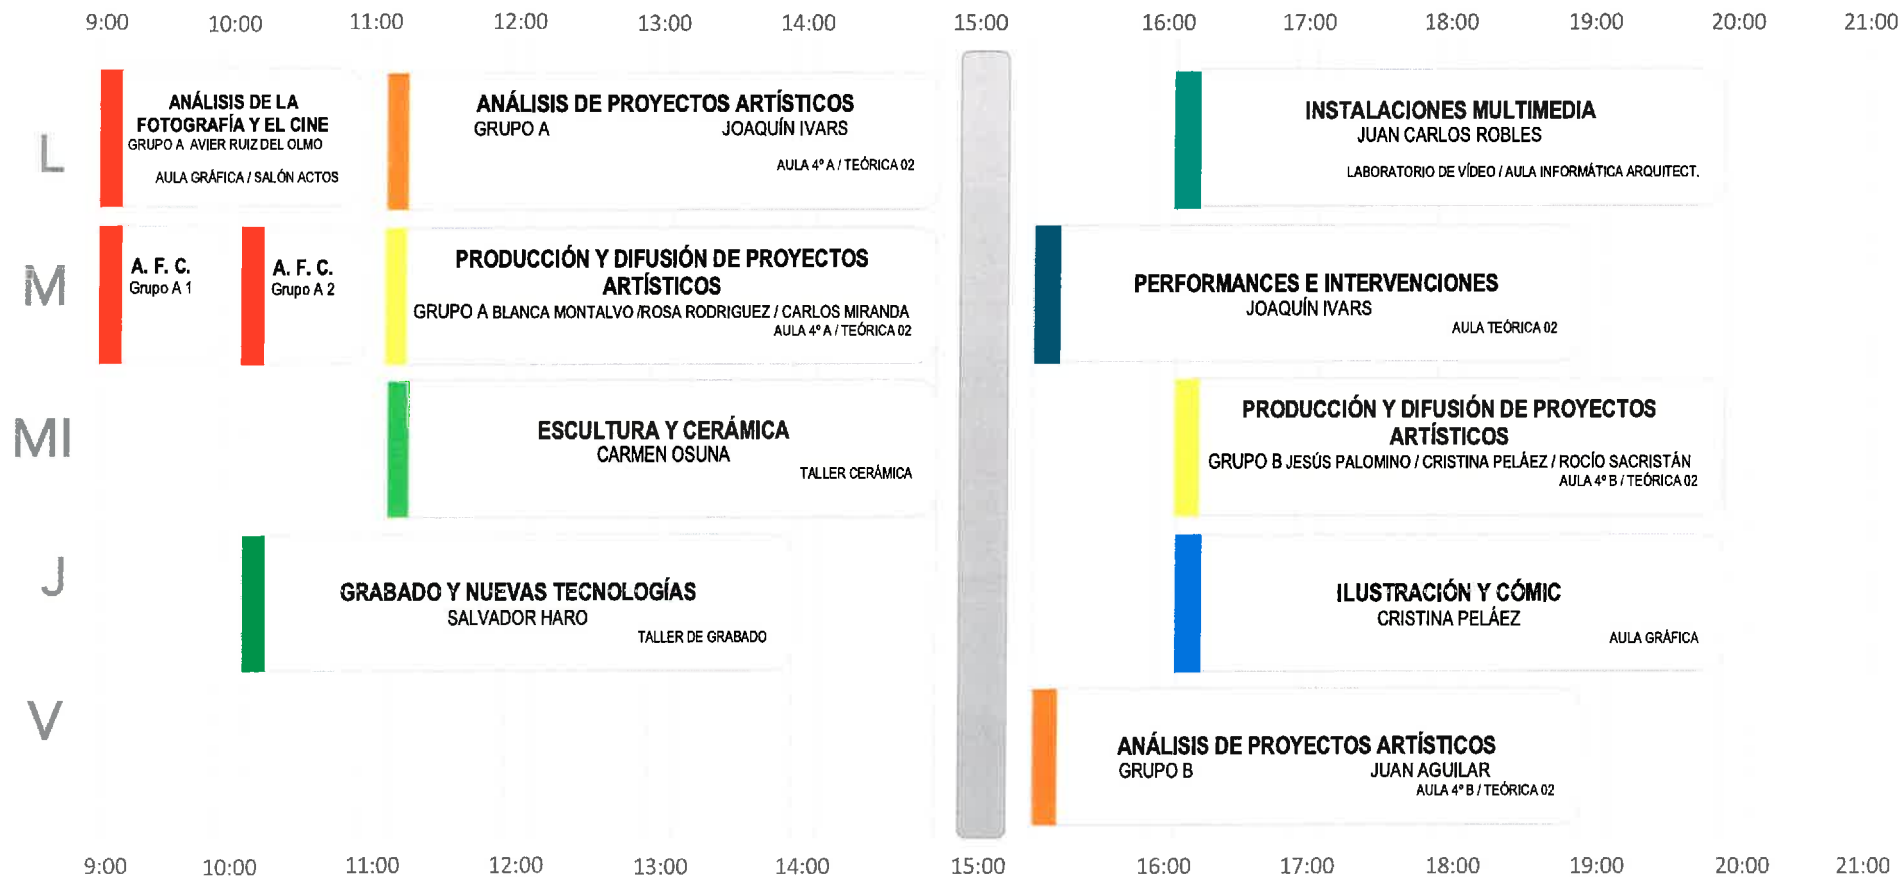 9:00 10:00 11:00 12:00 13:00 14:00 15:00 16:00 17:00 18:00 19:00 20:00 21:00
L
ANÁLISIS DE LA
FOTOGRAFÍA Y EL CINE
GRUPO A AVIER RUIZ DEL OLMO
AULA GRÁFICA / SALÓN ACTOS
ANÁLISIS DE PROYECTOS ARTÍSTICOS
GRUPO A JOAQUÍN IVARS
AULA 4º A / TEÓRICA 02
INSTALACIONES MULTIMEDIA
JUAN CARLOS ROBLES
LABORATORIO DE VÍDEO / AULA INFORMÁTICA ARQUITECT.
M
A. F. C.
Grupo A 1
A. F. C.
Grupo A 2
PRODUCCIÓN Y DIFUSIÓN DE PROYECTOS
ARTÍSTICOS
GRUPO A BLANCA MONTALVO /ROSA RODRIGUEZ / CARLOS MIRANDA
AULA 4º A / TEÓRICA 02
PERFORMANCES E INTERVENCIONES
JOAQUÍN IVARS
AULA TEÓRICA 02
MI
ESCULTURA Y CERÁMICA
CARMEN OSUNA
TALLER CERÁMICA
PRODUCCIÓN Y DIFUSIÓN DE PROYECTOS
ARTÍSTICOS
GRUPO B JESÚS PALOMINO / CRISTINA PELÁEZ / ROCÍO SACRISTÁN
AULA 4º B / TEÓRICA 02
J
GRABADO Y NUEVAS TECNOLOGÍAS
SALVADOR HARO
TALLER DE GRABADO
ILUSTRACIÓN Y CÓMIC
CRISTINA PELÁEZ
AULA GRÁFICA
V
ANÁLISIS DE PROYECTOS ARTÍSTICOS
GRUPO B JUAN AGUILAR
AULA 4º B / TEÓRICA 02
9:00 10:00 11:00 12:00 13:00 14:00 15:00 16:00 17:00 18:00 19:00 20:00 21:00